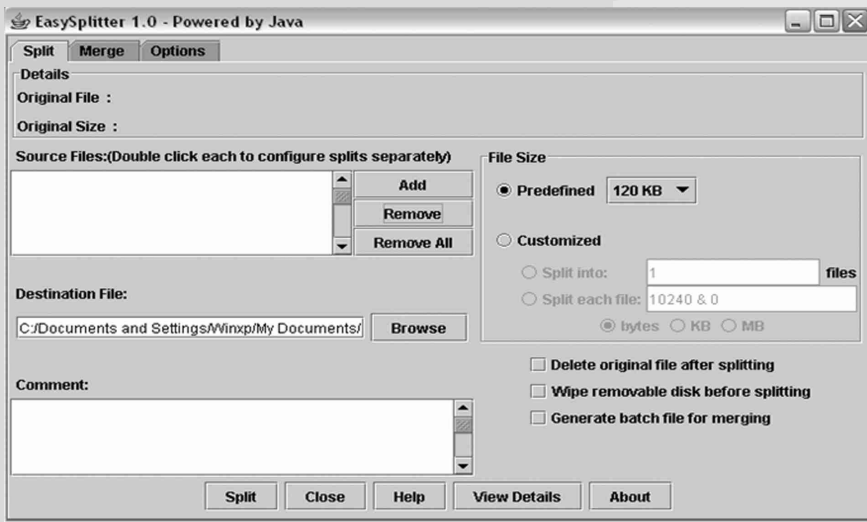 EasySplitter 1.0 - Powered by Java
Split Merge Options
Details
Original File :
Original Size :
Source Files:(Double click each to configure splits separately)
Add
Remove
Remove All
Destination File:
C:/Documents and Settings/Winxp/My Documents/
Browse
Comment:
File Size
Predefined 120 KB
Customized
Split into: 1 files
Split each file: 10240 & 0
bytes KB MB
Delete original file after splitting
Wipe removable disk before splitting
Generate batch file for merging
Split Close Help View Details About